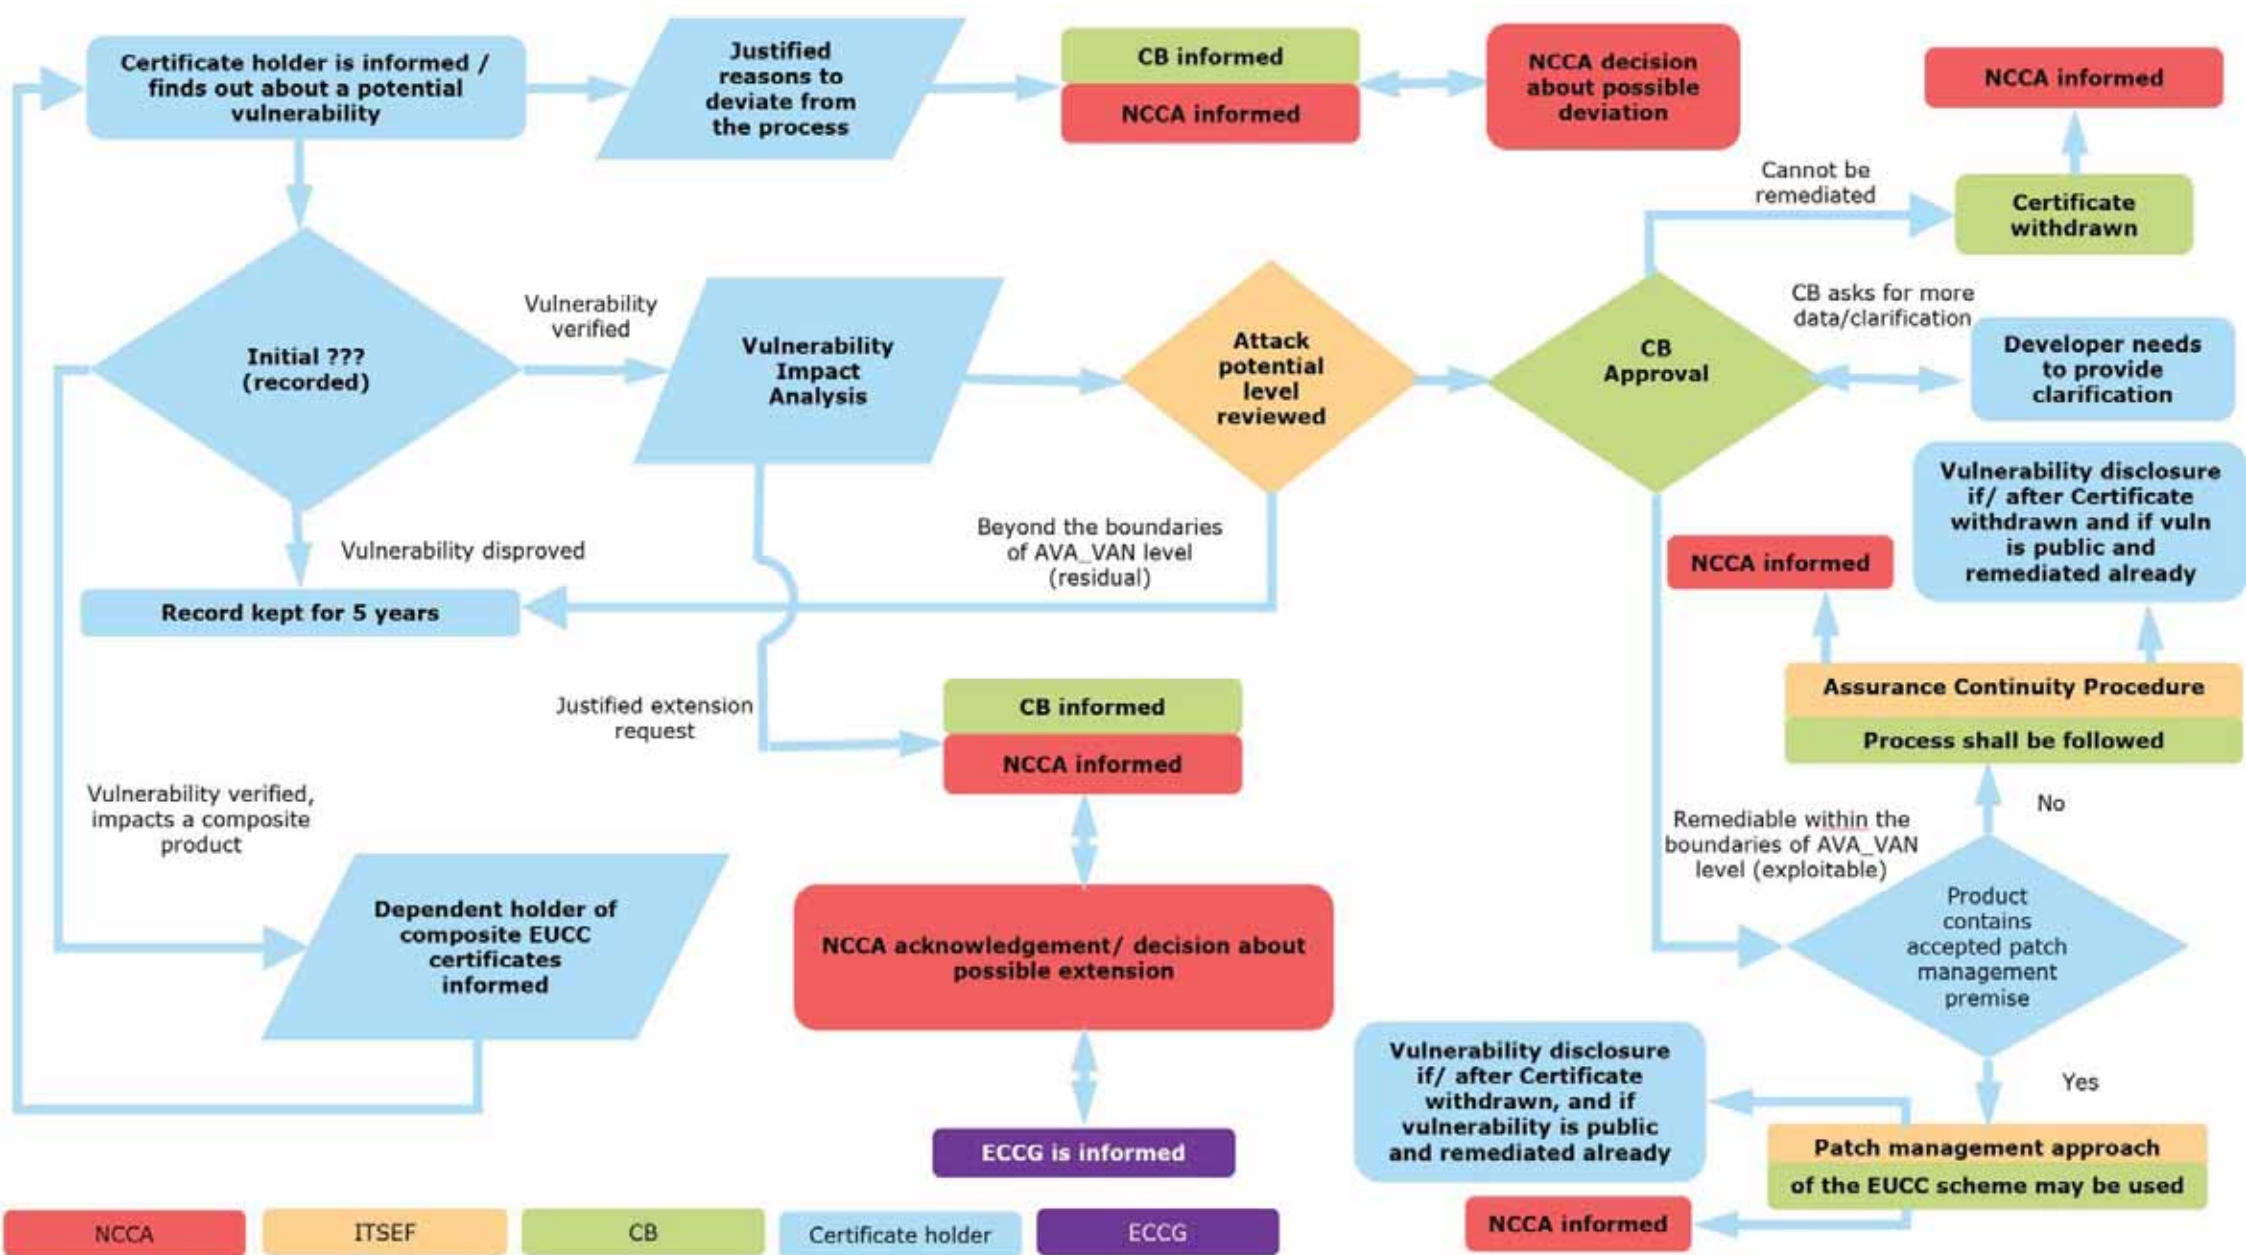 Certificate holder is informed /
finds out about a potential
vulnerability
Justified
reasons to
deviate from
the process
CB informed
NCCA informed
NCCA decision
about possible
deviation
NCCA informed
Cannot be
remediated
Certificate
withdrawn
Initial ???
(recorded)
Vulnerability
verified
Vulnerability
Impact
Analysis
Attack
potential
level
reviewed
CB
Approval
CB asks for more
data/clarification
Developer needs
to provide
clarification
Vulnerability disproved
Record kept for 5 years
Beyond the boundaries
of AVA_VAN level
(residual)
NCCA informed
Vulnerability disclosure
if/ after Certificate
withdrawn and if vuln
is public and
remediated already
Assurance Continuity Procedure
Process shall be followed
Justified extension
request
CB informed
NCCA informed
Vulnerability verified,
impacts a composite
product
Dependent holder of
composite EUCC
certificates
informed
NCCA acknowledgement/ decision about
possible extension
ECCG is informed
Remediable within the
boundaries of AVA_VAN
level (exploitable)
No
Product
contains
accepted patch
management
premise
Yes
Vulnerability disclosure
if/ after Certificate
withdrawn, and if
vulnerability is public
and remediated already
Patch management approach
of the EUCC scheme may be used
NCCA informed
NCCA
ITSEF
CB
Certificate holder
ECCG